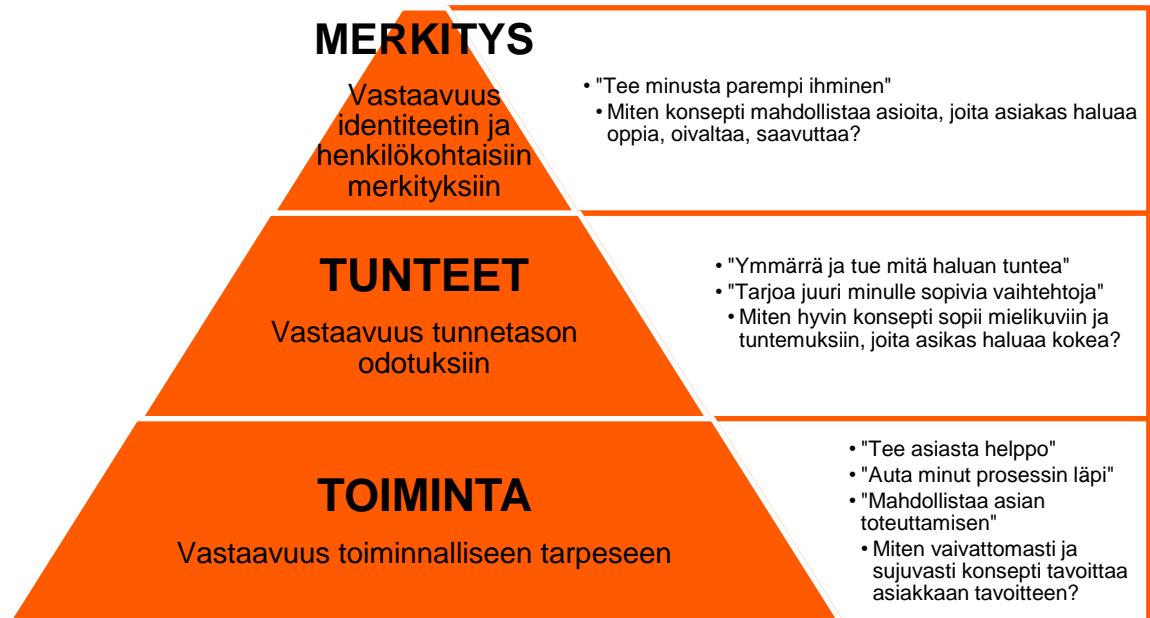 MERKITYS
Vastaavuus
identiteetin ja
henkilökohtaisiin
merkityksiin
• "Tee minusta parempi ihminen"
• Miten konsepti mahdollistaa asioita, joita asiakas haluaa
oppia, oivaltaa, saavuttaa?
TUNTEET
Vastaavuus tunnetason
odotuksiin
• "Ymmärrä ja tue mitä haluan tuntea"
• "Tarjoa juuri minulle sopivia vaihtehtoja"
• Miten hyvin konsepti sopii mielikuviin ja
tuntemuksiin, joita asikas haluaa kokea?
TOIMINTA
Vastaavuus toiminnalliseen tarpeseen
• "Tee asiasta helppo"
• "Auta minut prosessin läpi"
• "Mahdollistaa asian
toteuttamisen"
• Miten vaivattomasti ja
sujuvasti konsepti tavoittaa
asiakkaan tavoitteen?